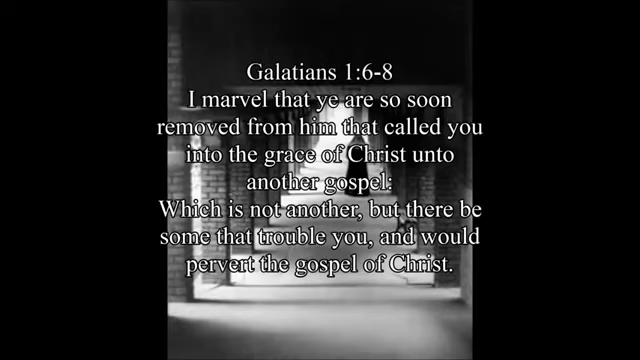 Galatians 1:6-8
I marvel that ye are so soon
removed from him that called you
into the grace of Christ unto
another gospel:
Which is not another, but there be
some that trouble you, and would
pervert the gospel of Christ.